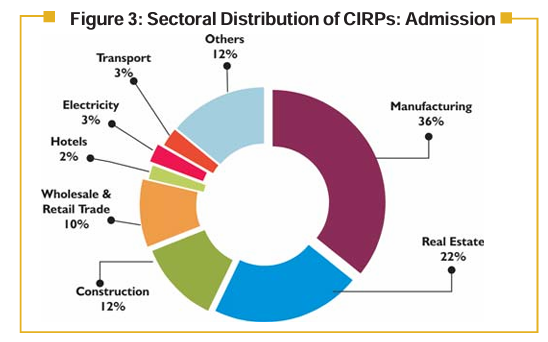 Figure 3: Sectoral Distribution of CIRPs: Admission
Others
12%
Transport
3%
Electricity
3%
Hotels
2%
Wholesale &
Retail Trade
10%
Construction
12%
Manufacturing
36%
Real Estate
22%